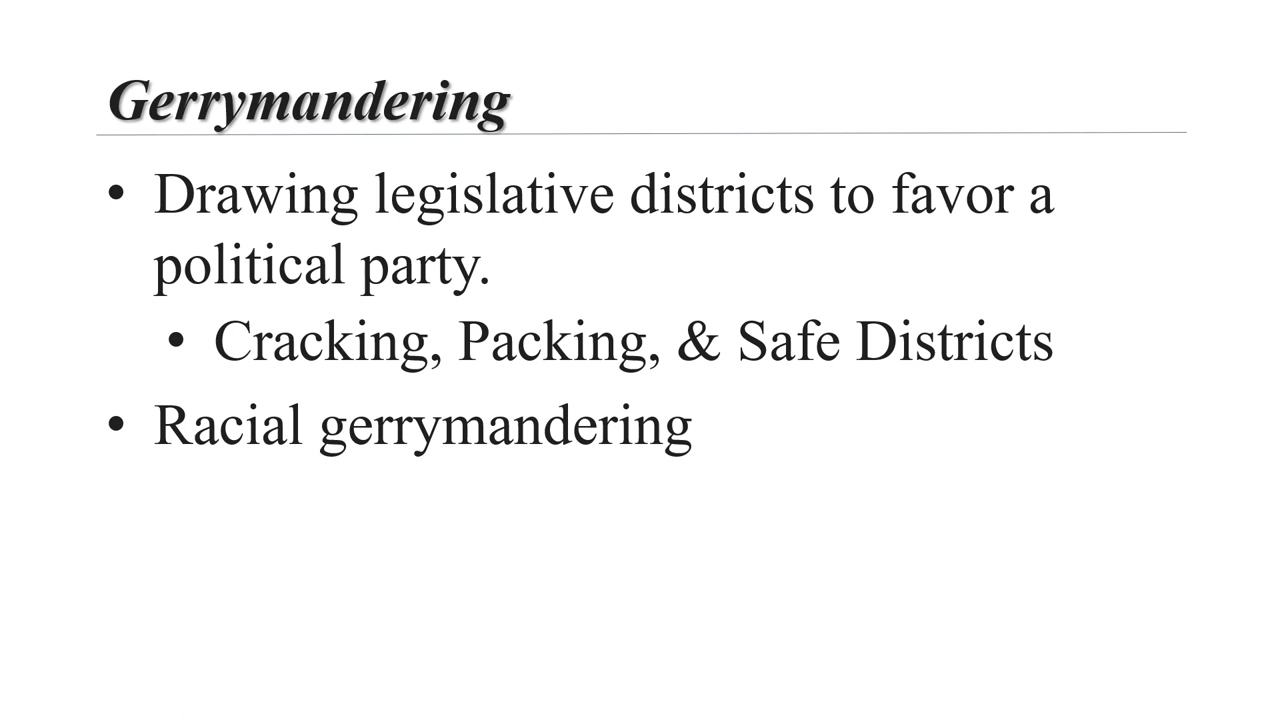 Gerrymandering
• Drawing legislative districts to favor a
political party.
• Cracking, Packing, & Safe Districts
• Racial gerrymandering